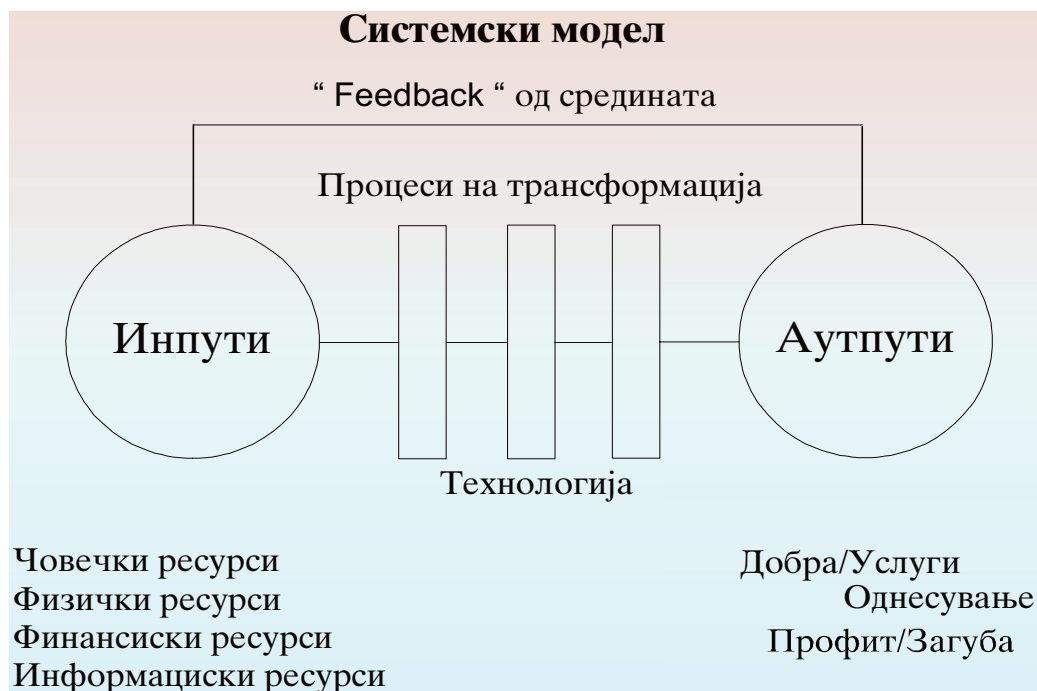 Системски модел
“ Feedback “ од средината
Процеси на трансформација
Инпути
Аутпути
Технологија
Човечки ресурси
Физички ресурси
Финансиски ресурси
Информациски ресурси
Добра/Услуги
Однесување
Профит/Загуба